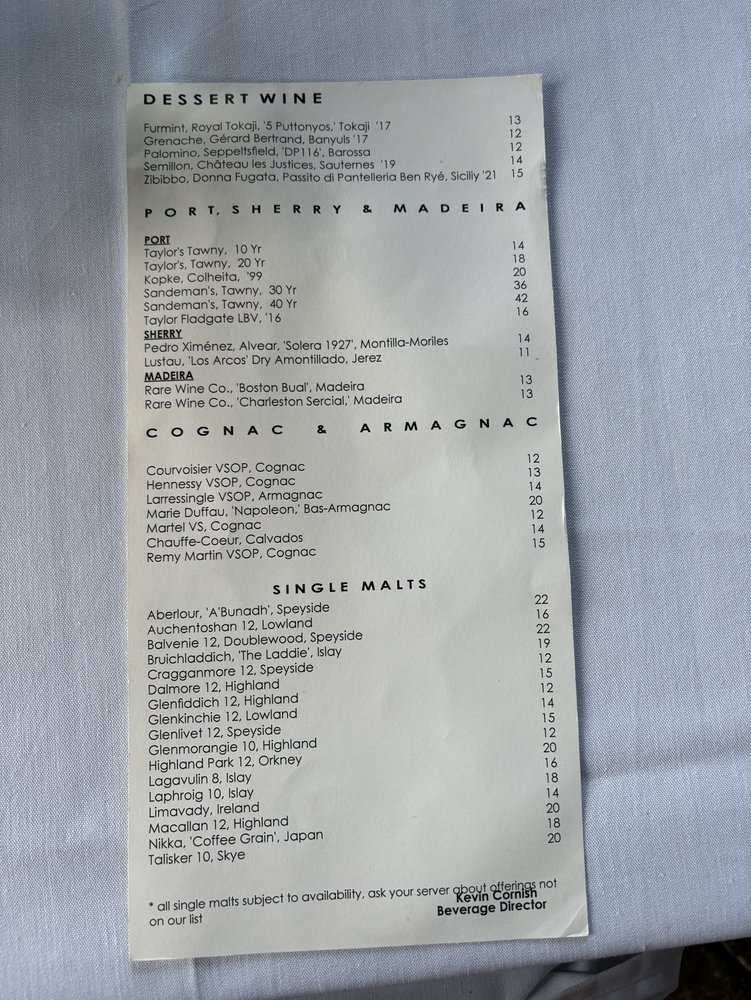 DESSERT WINE
Furmint, Royal Tokaji, '5 Puttonyos,' Tokaji '17 13
Grenache, Gérard Bertrand, Banyuls '17 12
Palomino, Seppeltsfield, 'DP116', Barossa 12
Semillon, Château les Justices, Sauternes '19 14
Zibibbo, Donna Fugata, Passito di Pantelleria Ben Ryé, Siciliy '21 15
PORT, SHERRY & MADEIRA
PORT
Taylor's Tawny, 10 Yr 14
Taylor's, Tawny, 20 Yr 18
Kopke, Colheita, '99 20
Sandeman's, Tawny, 30 Yr 36
Sandeman's, Tawny, 40 Yr 42
Taylor Fladgate LBV, '16 16
SHERRY
Pedro Ximénez, Alvear, 'Solera 1927', Montilla-Moriles 14
Lustau, 'Los Arcos' Dry Amontillado, Jerez 11
MADEIRA
Rare Wine Co., 'Boston Bual', Madeira 13
Rare Wine Co., 'Charleston Sercial,' Madeira 13
COGNAC & ARMAGNAC
Courvoisier VSOP, Cognac 12
Hennessy VSOP, Cognac 13
Larressingle VSOP, Armagnac 14
Marie Duffau, 'Napoleon,' Bas-Armagnac 20
Martel VS, Cognac 12
Chauffe-Coeur, Calvados 14
Remy Martin VSOP, Cognac 15
SINGLE MALTS
Aberlour, 'A'Bunadh', Speyside 22
Auchentoshan 12, Lowland 16
Balvenie 12, Doublewood, Speyside 22
Bruichladdich, 'The Laddie', Islay 19
Cragganmore 12, Speyside 12
Dalmore 12, Highland 15
Glenfiddich 12, Highland 12
Glenkinchie 12, Lowland 14
Glenlivet 12, Speyside 15
Glenmorangie 10, Highland 12
Highland Park 12, Orkney 20
Lagavulin 8, Islay 16
Laphroig 10, Islay 18
Limavady, Ireland 14
Macallan 12, Highland 20
Nikka, 'Coffee Grain', Japan 18
Talisker 10, Skye 20
* all single malts subject to availability, ask your server about offerings not
on our list
Kevin Cornish
Beverage Director